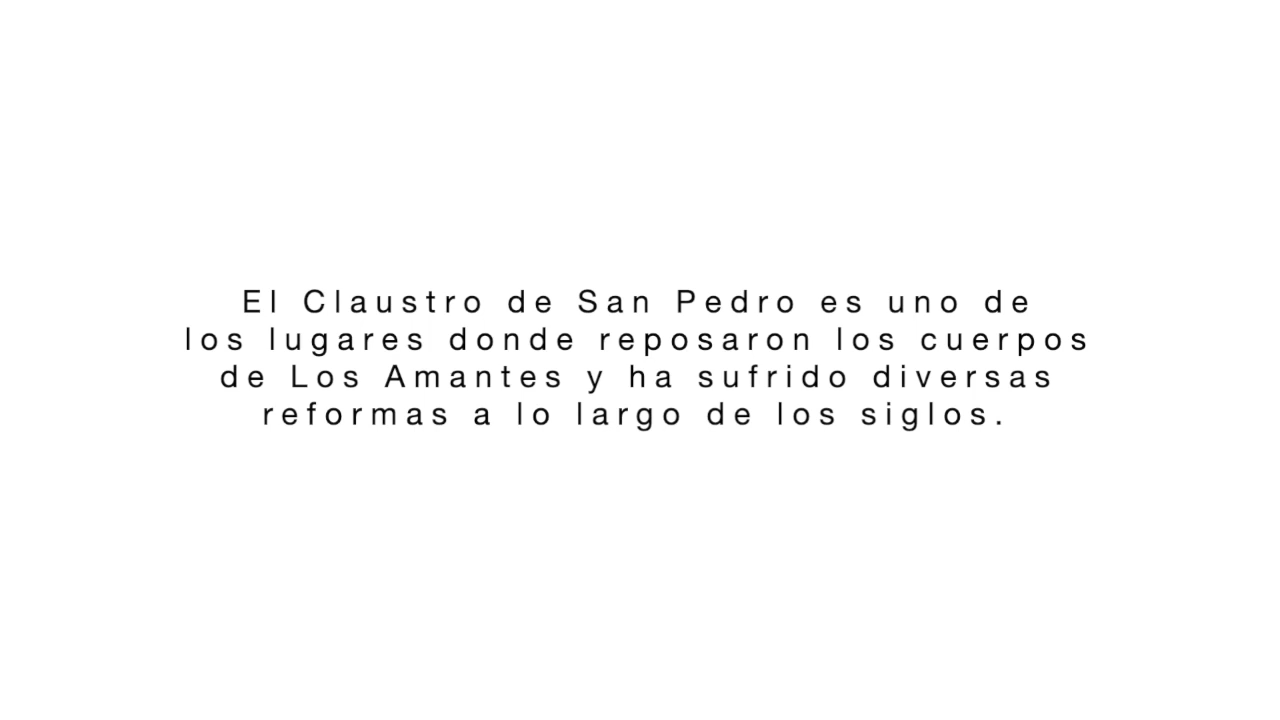 El Claustro de San Pedro es uno de
los lugares donde reposaron los cuerpos
de Los Amantes y ha sufrido diversas
reformas a lo largo de los siglos.